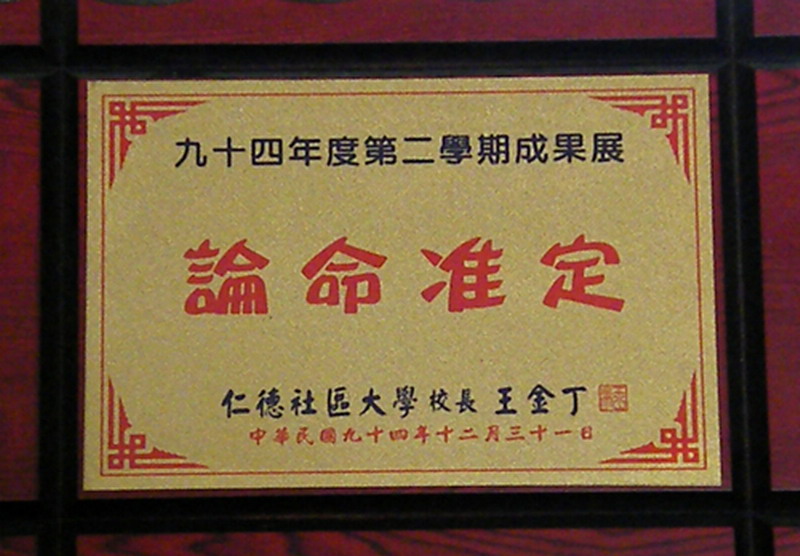 九十四年度第二學期成果展
論命准定
仁德社區大學 校長 王金丁
中華民國九十四年十二月三十一日